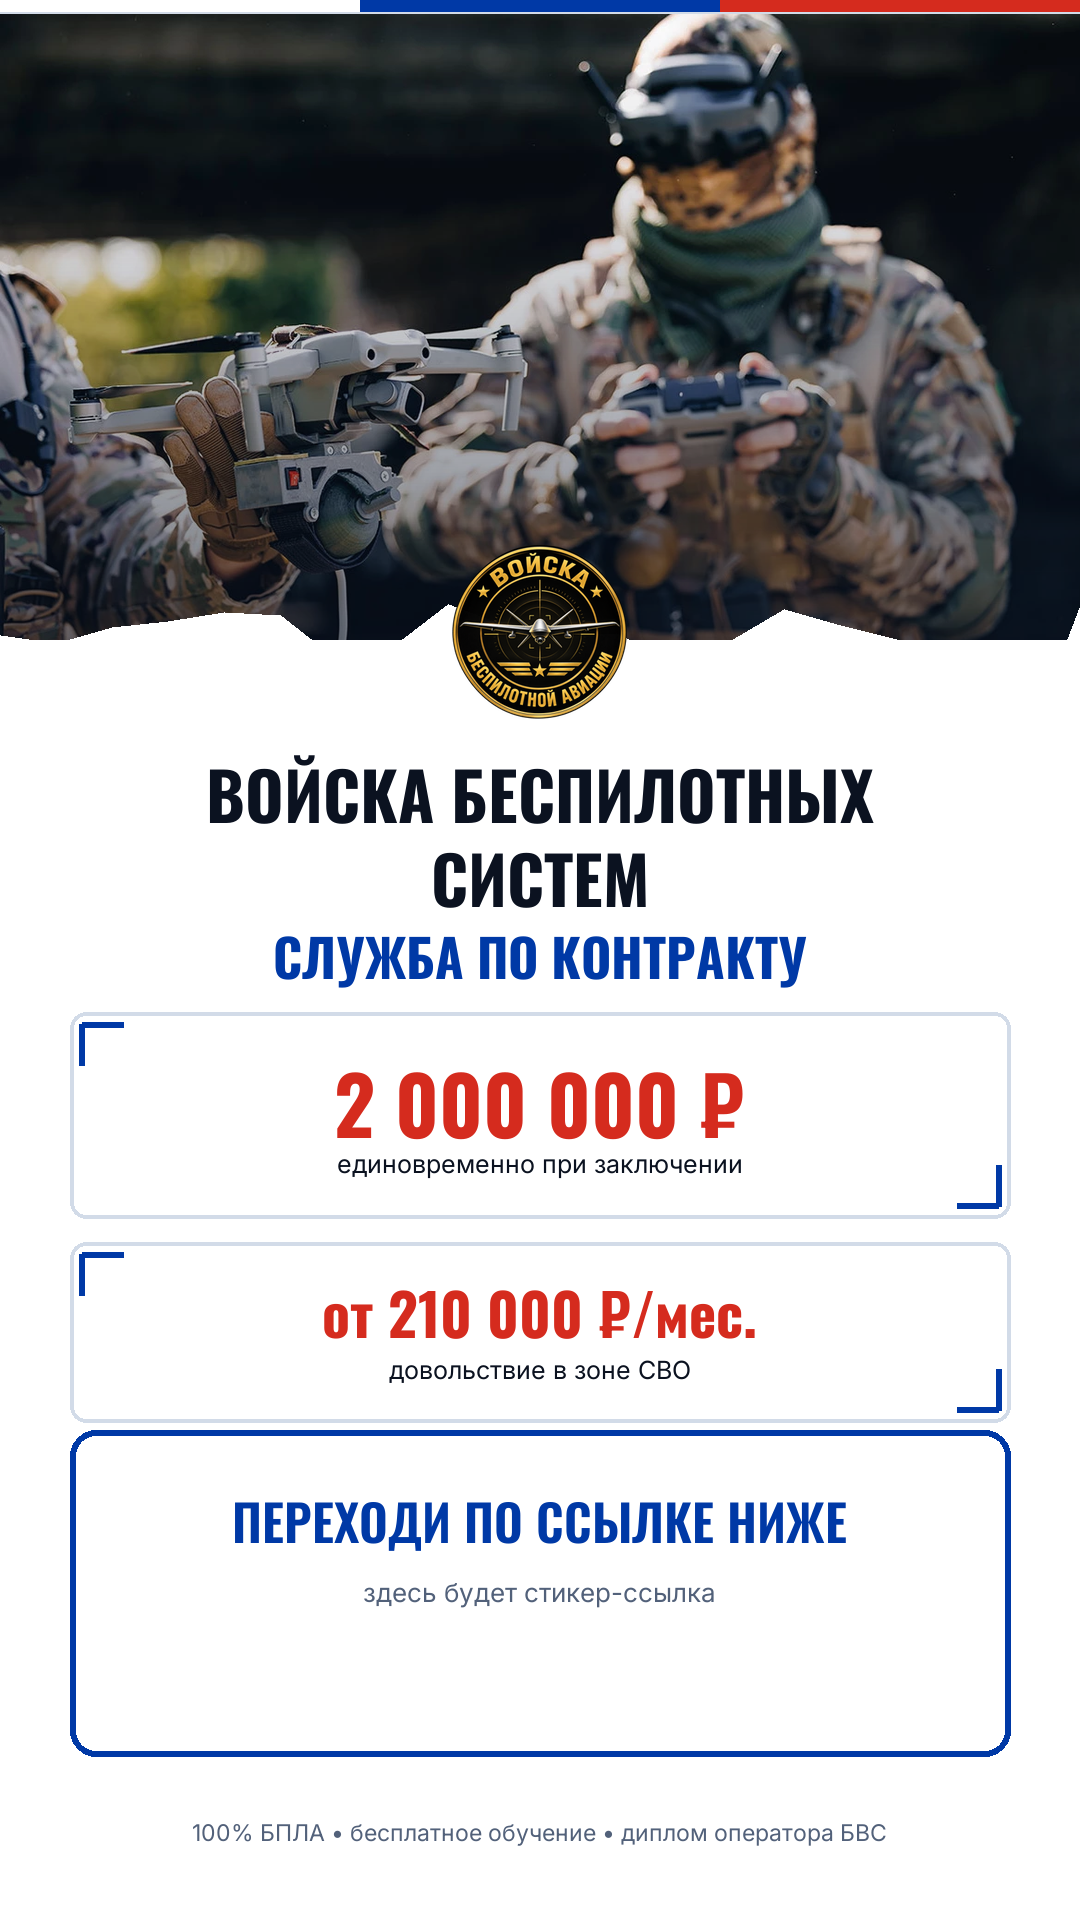 ВОЙСКА
БЕСПИЛОТНОЙ АВИАЦИИ
ВОЙСКА БЕСПИЛОТНЫХ
СИСТЕМ
СЛУЖБА ПО КОНТРАКТУ
2 000 000 ₽
единовременно при заключении
от 210 000 ₽/мес.
довольствие в зоне СВО
ПЕРЕХОДИ ПО ССЫЛКЕ НИЖЕ
здесь будет стикер-ссылка
100% БПЛА • бесплатное обучение • диплом оператора БВС